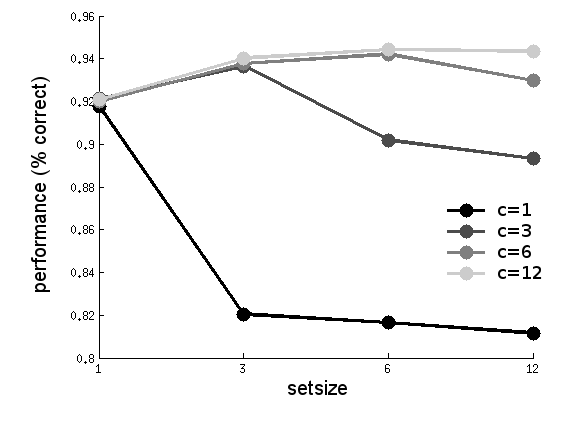 0.96
0.94
0.92
0.9
0.88
0.86
0.84
0.82
0.8
performance (% correct)
c=1
c=3
c=6
c=12
1 3 6 12
setsize